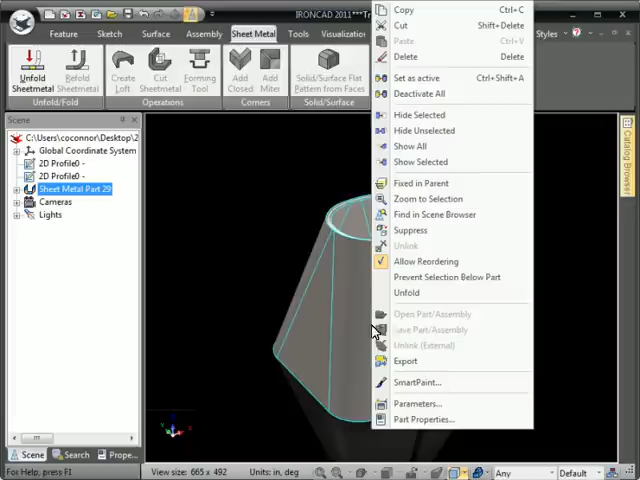 IRONCAD 2011***Tr
Feature
Sketch
Surface
Assembly
Sheet Metal
Tools
Visualization
Styles
Unfold Sheetmetal
Refold Sheetmetal
Create Loft
Cut Sheetmetal
Forming Tool
Add Closed
Add Miter
Solid/Surface Flat Pattern from Faces
Unfold/Fold
Operations
Corners
Solid/Surface
Scene
C:\Users\coconnor\Desktop\2
Global Coordinate System
2D Profile0 -
2D Profile0 -
Sheet Metal Part 29
Cameras
Lights
Copy Ctrl+C
Cut Shift+Delete
Paste Ctrl+V
Delete Delete
Set as active Ctrl+Shift+A
Deactivate All
Hide Selected
Hide Unselected
Show All
Show Selected
Fixed in Parent
Zoom to Selection
Find in Scene Browser
Suppress
Unlink
Allow Reordering
Prevent Selection Below Part
Unfold
Open Part/Assembly
Save Part/Assembly
Unlink (External)
Export
SmartPaint...
Parameters...
Part Properties...
Catalog Browser
Scene
Search
Prope...
For Help, press F1
View size: 665 x 492
Units: in, deg
Any
Default